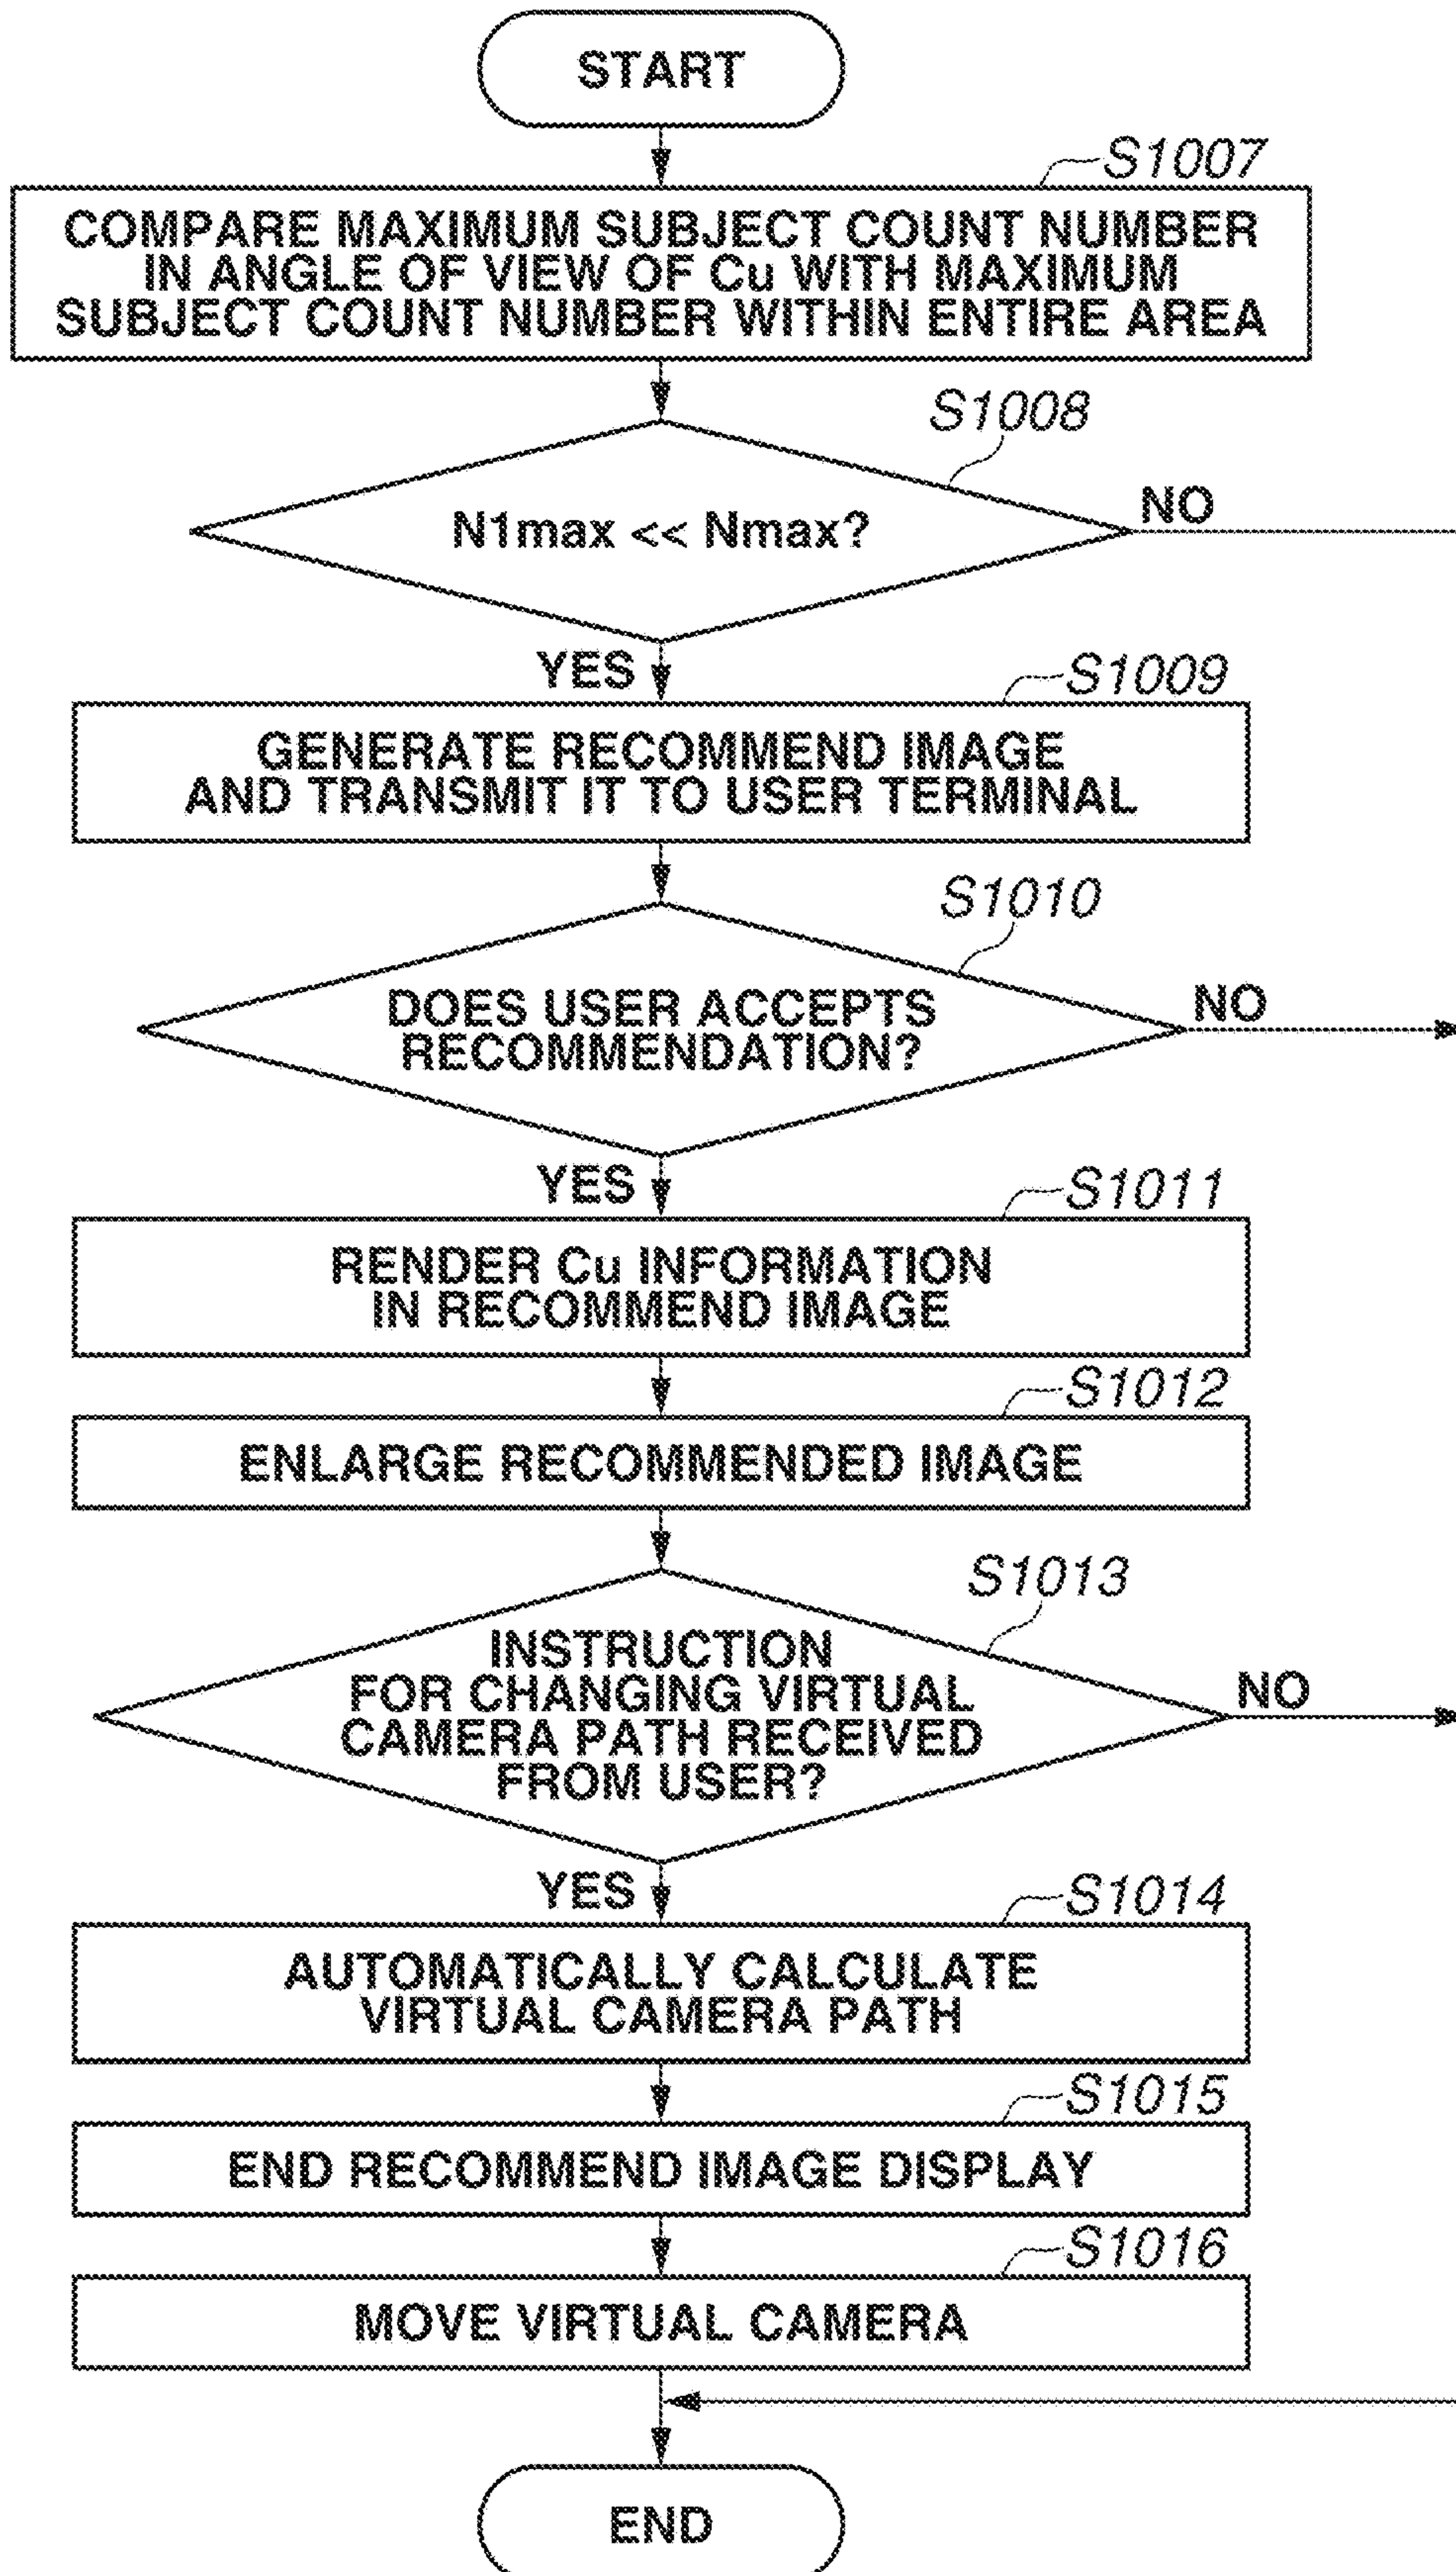 START
S1007
COMPARE MAXIMUM SUBJECT COUNT NUMBER
IN ANGLE OF VIEW OF Cu WITH MAXIMUM
SUBJECT COUNT NUMBER WITHIN ENTIRE AREA
S1008
N1max << Nmax?
NO
YES
S1009
GENERATE RECOMMEND IMAGE
AND TRANSMIT IT TO USER TERMINAL
S1010
DOES USER ACCEPTS
RECOMMENDATION?
NO
YES
S1011
RENDER Cu INFORMATION
IN RECOMMEND IMAGE
S1012
ENLARGE RECOMMENDED IMAGE
S1013
INSTRUCTION
FOR CHANGING VIRTUAL
CAMERA PATH RECEIVED
FROM USER?
NO
YES
S1014
AUTOMATICALLY CALCULATE
VIRTUAL CAMERA PATH
S1015
END RECOMMEND IMAGE DISPLAY
S1016
MOVE VIRTUAL CAMERA
END